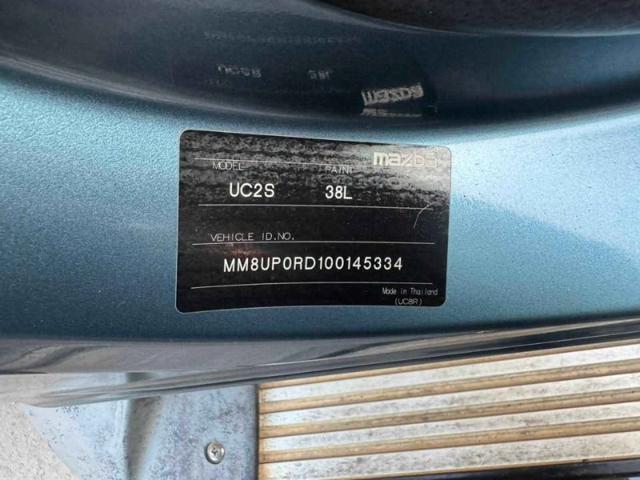 mazda
MODEL PAINT
UC2S 38L
VEHICLE ID.NO.
MM8UP0RD100145334
Made in Thailand
(UC8R)